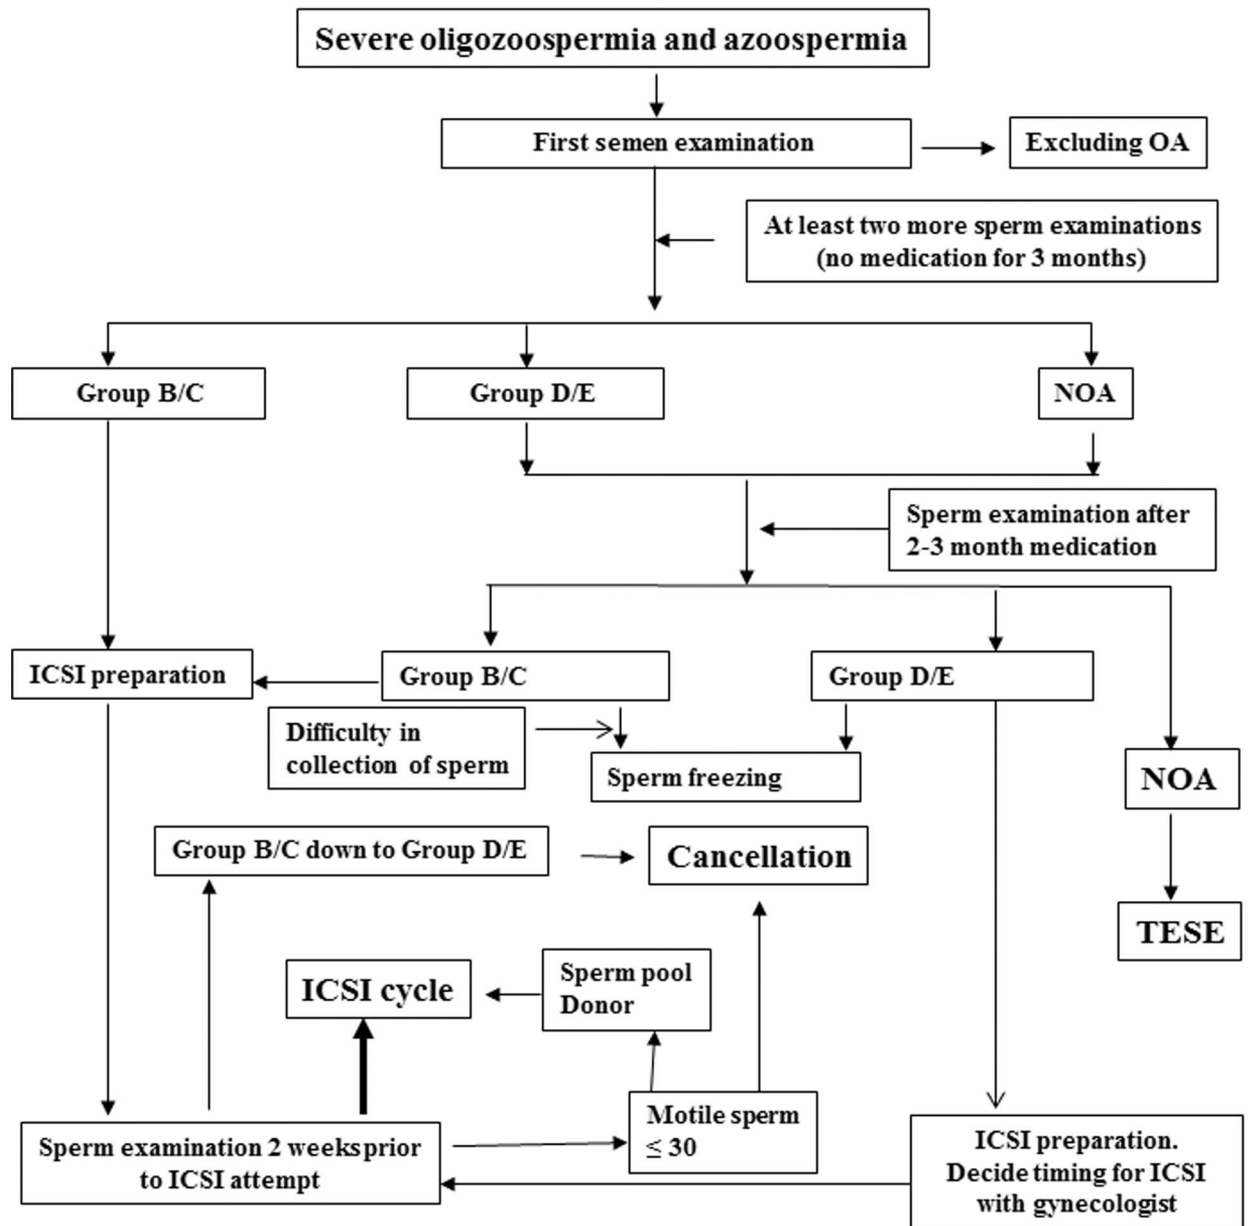 Severe oligozoospermia and azoospermia
First semen examination
Excluding OA
At least two more sperm examinations
(no medication for 3 months)
Group B/C
Group D/E
NOA
Sperm examination after
2-3 month medication
ICSI preparation
Group B/C
Group D/E
Difficulty in
collection of sperm
Sperm freezing
NOA
Group B/C down to Group D/E
Cancellation
TESE
ICSI cycle
Sperm pool
Donor
Motile sperm
≤ 30
Sperm examination 2 weeks prior
to ICSI attempt
ICSI preparation.
Decide timing for ICSI
with gynecologist